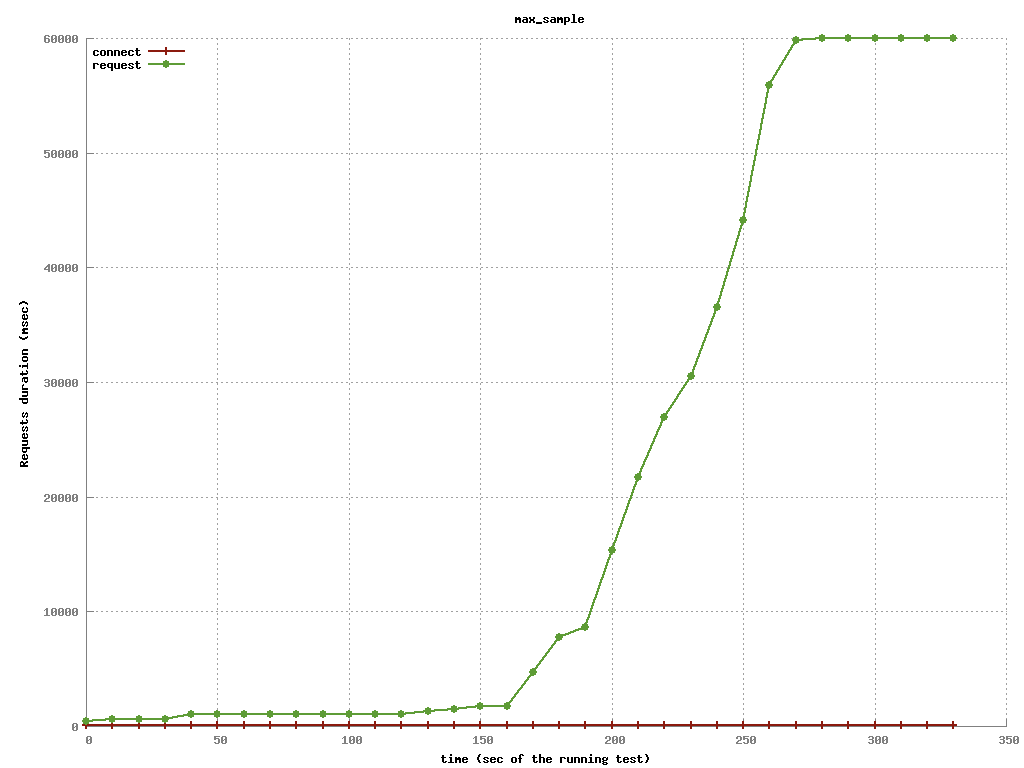 max_sample
60000
connect
request
50000
40000
30000
20000
10000
0
Requests duration (msec)
0 50 100 150 200 250 300 350
time (sec of the running test)